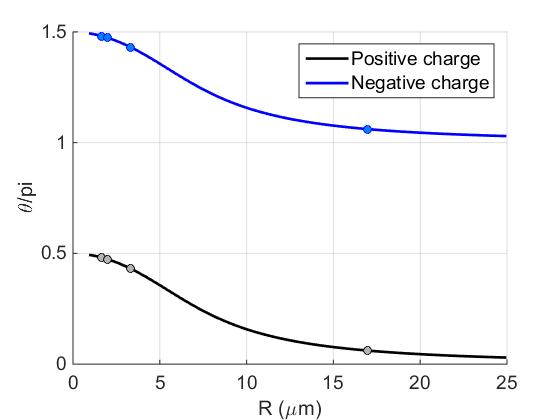 1.5
1
0.5
0
0
5
10
15
20
25
θ/pi
R (μm)
Positive charge
Negative charge